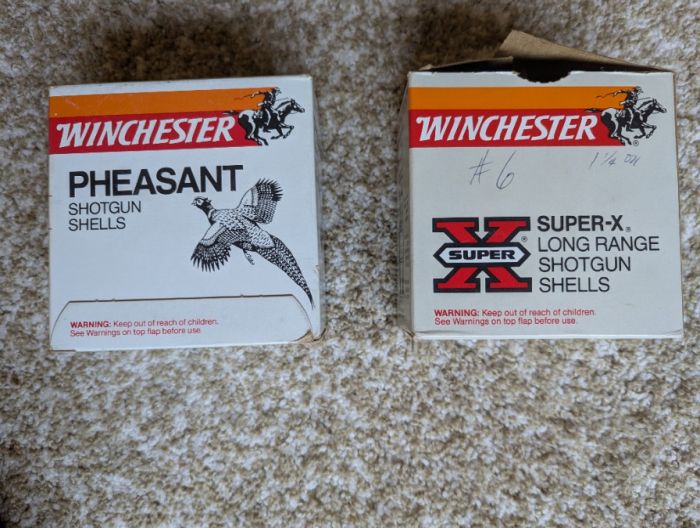 WINCHESTER
PHEASANT
SHOTGUN
SHELLS
WARNING: Keep out of reach of children.
See Warnings on top flap before use
WINCHESTER®
#6 1 1/4 oz
X®
SUPER
SUPER-X®
LONG RANGE
SHOTGUN
SHELLS
WARNING: Keep out of reach of children.
See Warnings on top flap before use.